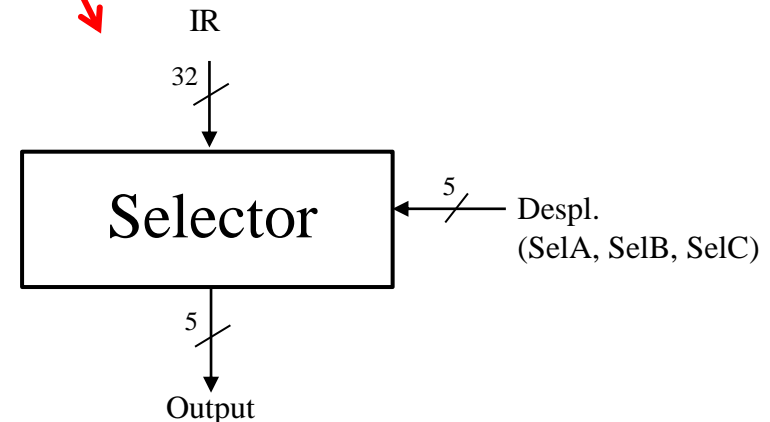 IR
32
Selector
5
Despl.
(SelA, SelB, SelC)
5
Output